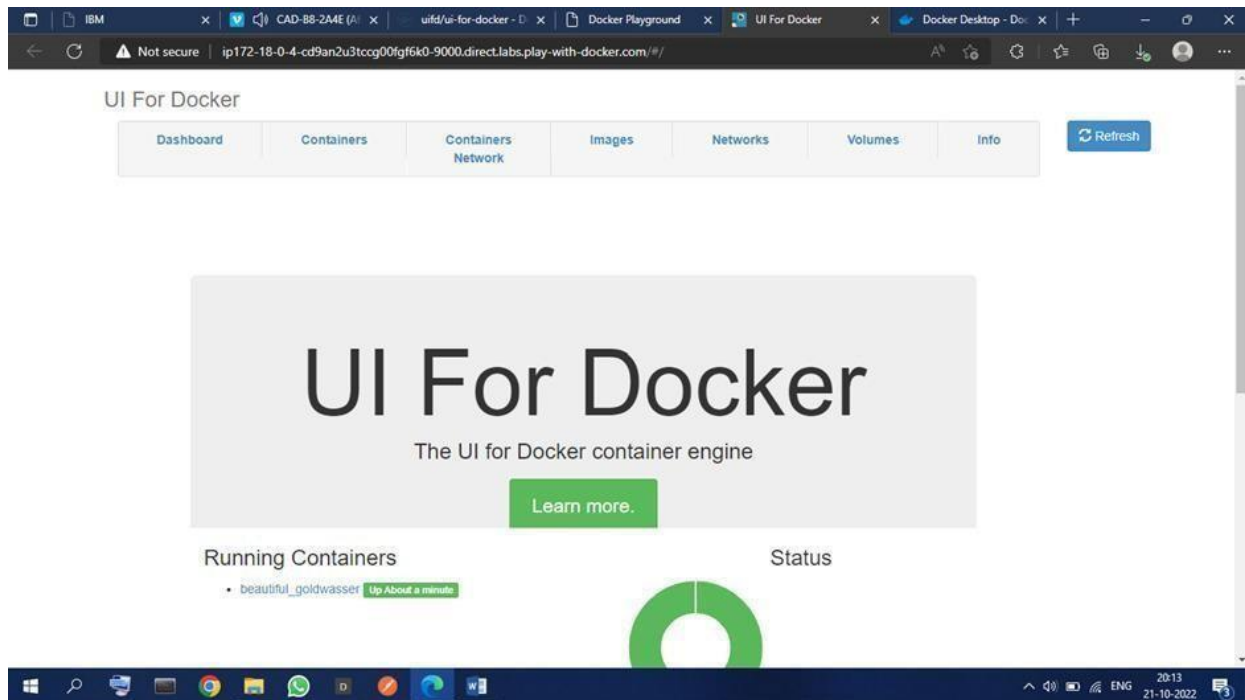 IBM
CAD-BB-2A4E (A
uifd/ui-for-docker - D
Docker Playground
UI For Docker
Docker Desktop - Doc
Not secure
ip172-18-0-4-cd9an2u3tccg00fgf6k0-9000.direct.labs.play-with-docker.com/#/
UI For Docker
Dashboard
Containers
Containers
Network
Images
Networks
Volumes
Info
Refresh
UI For Docker
The UI for Docker container engine
Learn more.
Running Containers
Status
beautiful_goldwasser Up About a minute
ENG
20:13
21-10-2022